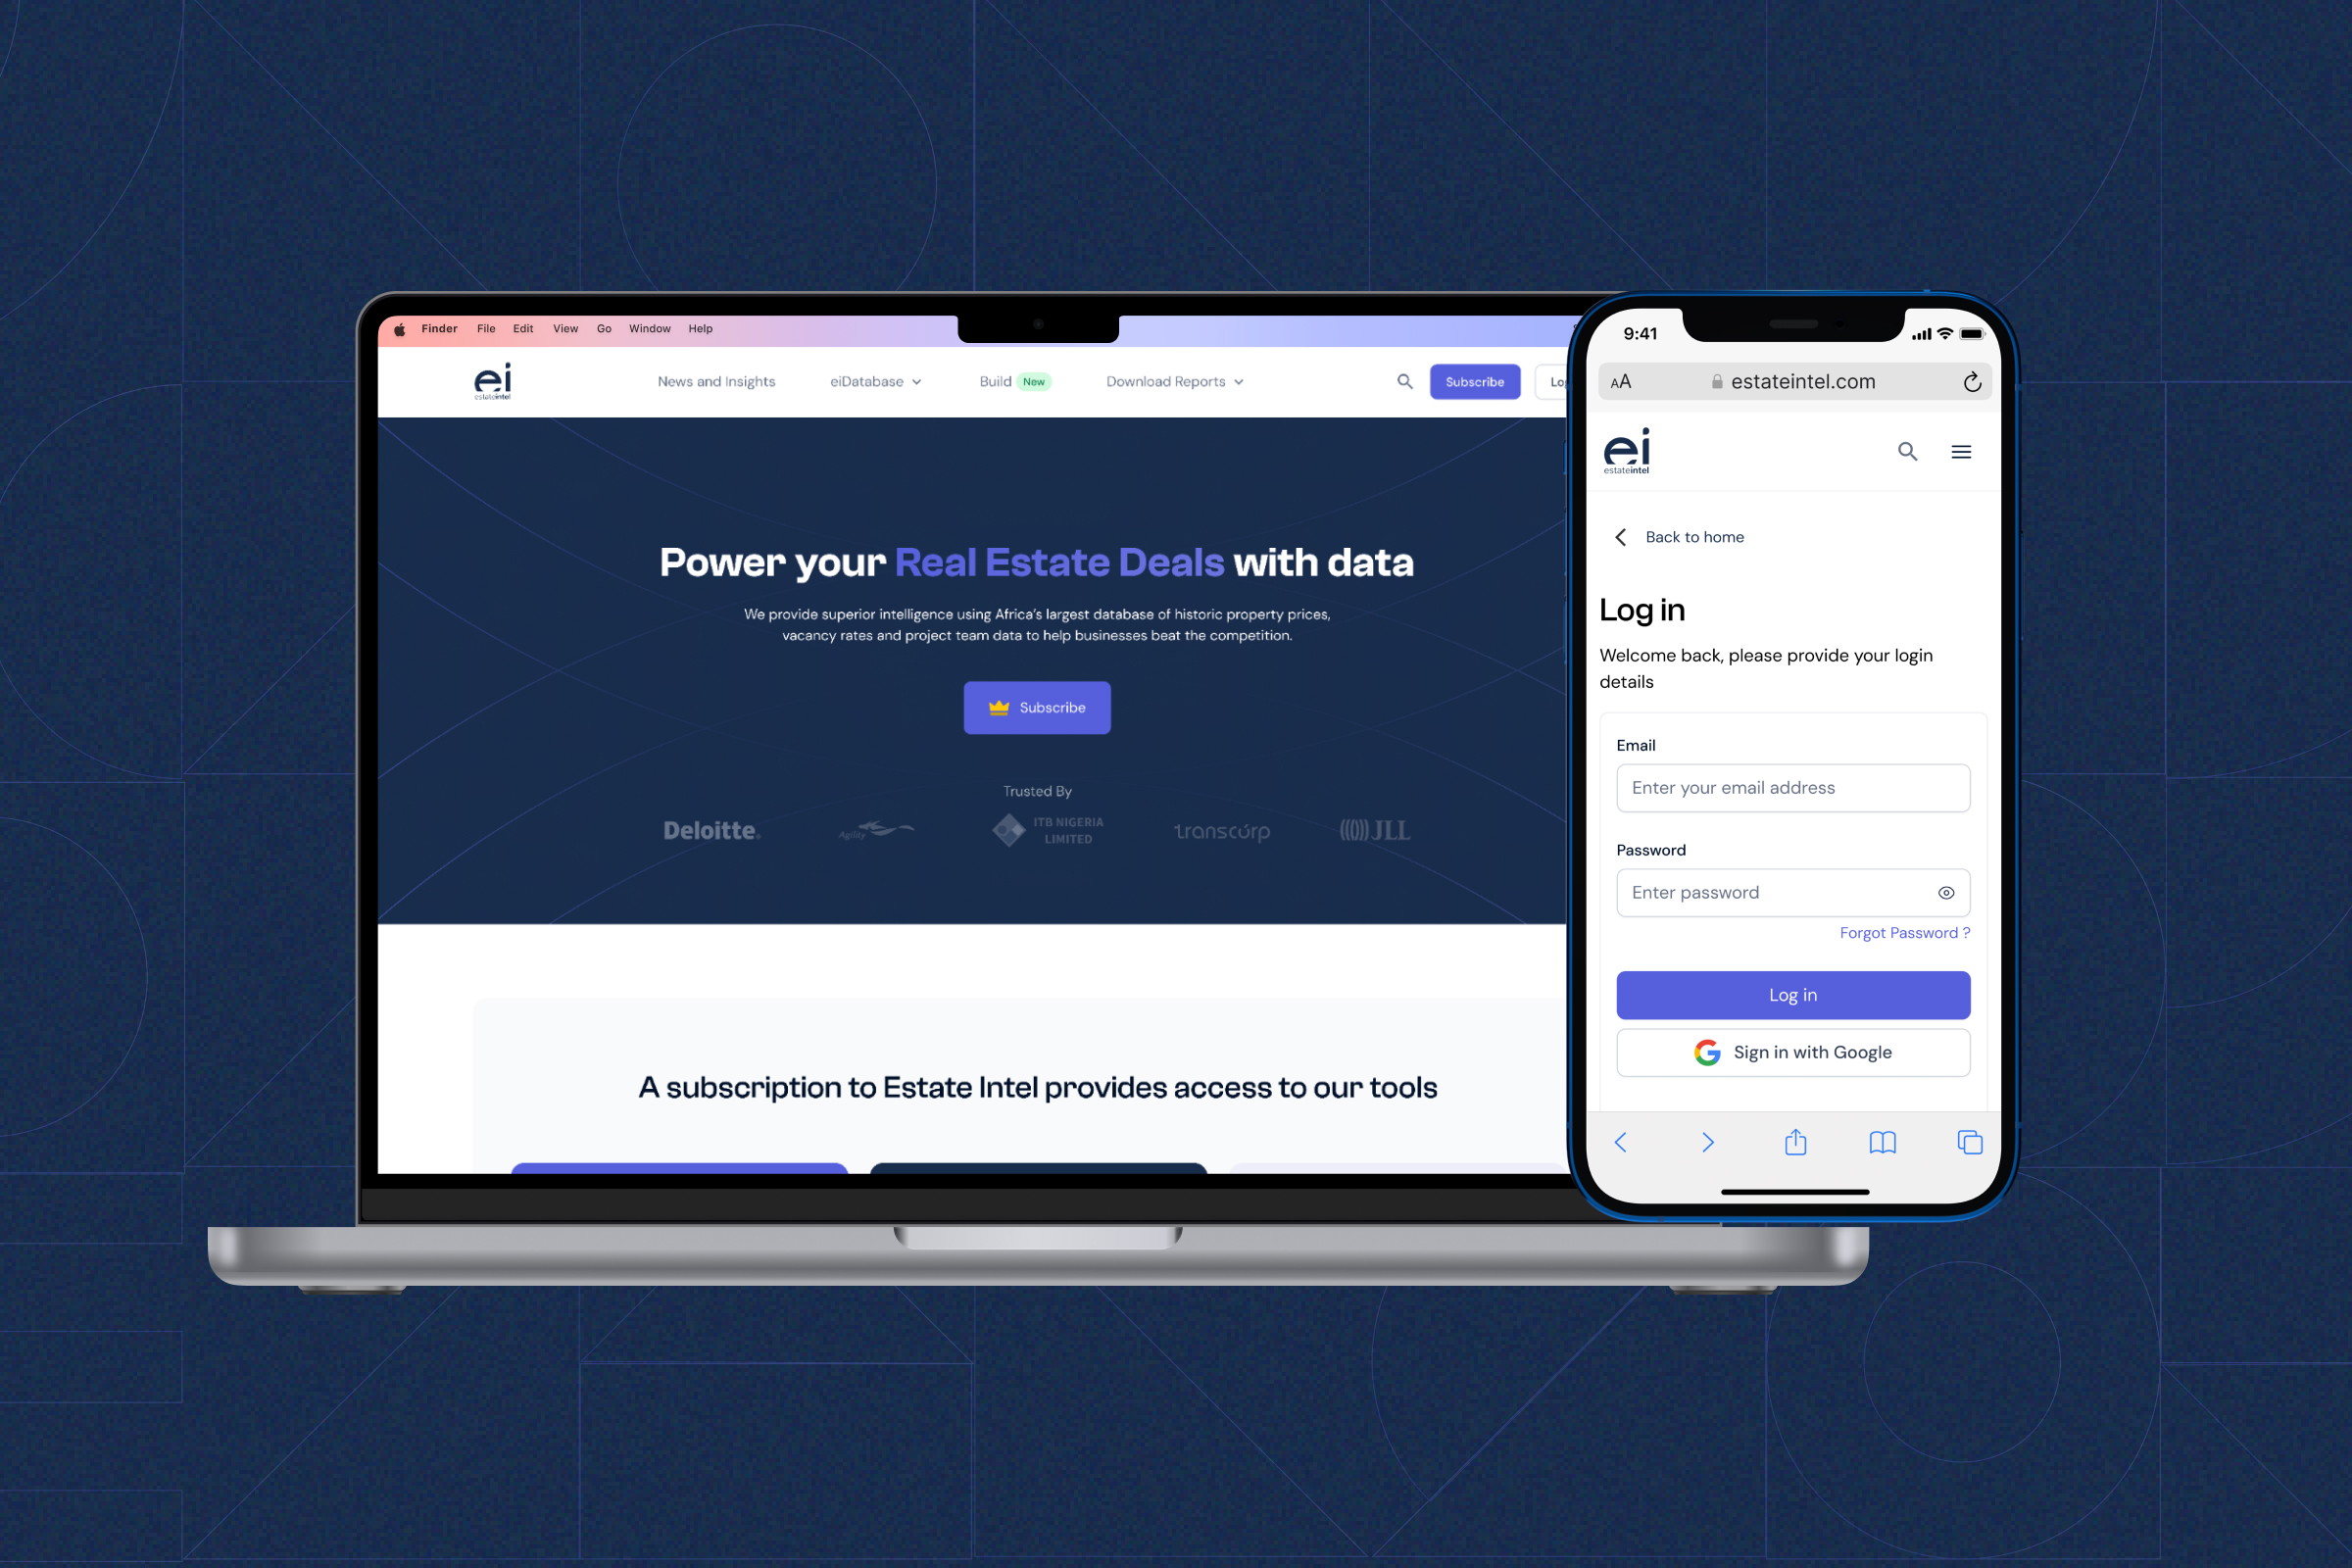 Finder File Edit View Go Window Help
ei
estateintel
News and Insights eiDatabase Build New Download Reports Subscribe
Power your Real Estate Deals with data
We provide superior intelligence using Africa's largest database of historic property prices,
vacancy rates and project team data to help businesses beat the competition.
Subscribe
Trusted By
Deloitte.
Agility
ITB NIGERIA
LIMITED
transcorp
JLL
A subscription to Estate Intel provides access to our tools
9:41
AA estateintel.com
ei
estateintel
Back to home
Log in
Welcome back, please provide your login
details
Email
Enter your email address
Password
Enter password
Forgot Password ?
Log in
Sign in with Google